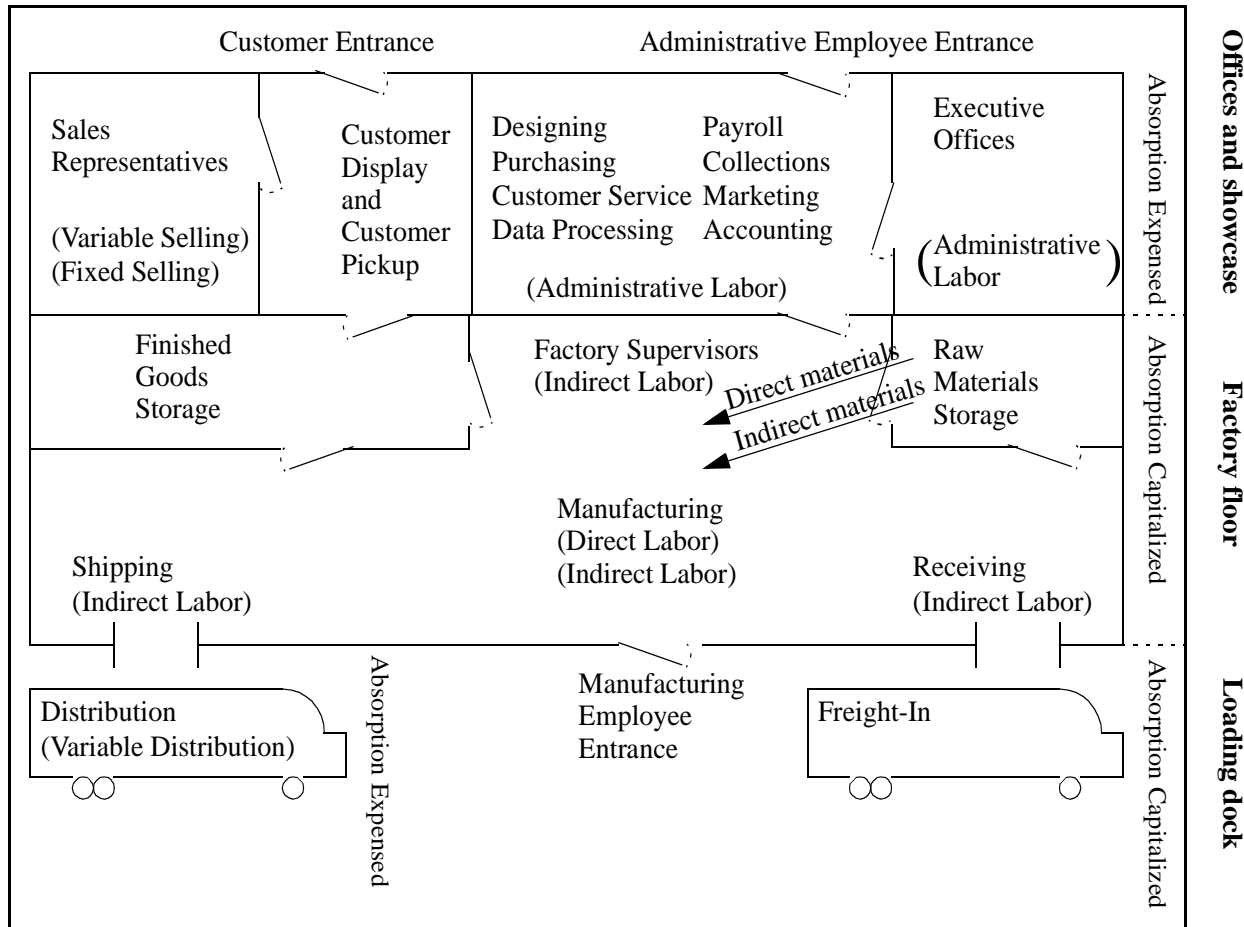 Customer Entrance
Administrative Employee Entrance
Sales
Representatives
(Variable Selling)
(Fixed Selling)
Customer
Display
and
Customer
Pickup
Designing
Purchasing
Customer Service
Data Processing
Payroll
Collections
Marketing
Accounting
(Administrative Labor)
Executive
Offices
(Administrative
Labor )
Absorption Expensed
Offices and showcase
Finished
Goods
Storage
Factory Supervisors
(Indirect Labor)
Direct materials
Indirect materials
Raw
Materials
Storage
Manufacturing
(Direct Labor)
(Indirect Labor)
Shipping
(Indirect Labor)
Receiving
(Indirect Labor)
Absorption Capitalized
Factory floor
Distribution
(Variable Distribution)
Absorption Expensed
Manufacturing
Employee
Entrance
Freight-In
Absorption Capitalized
Loading dock